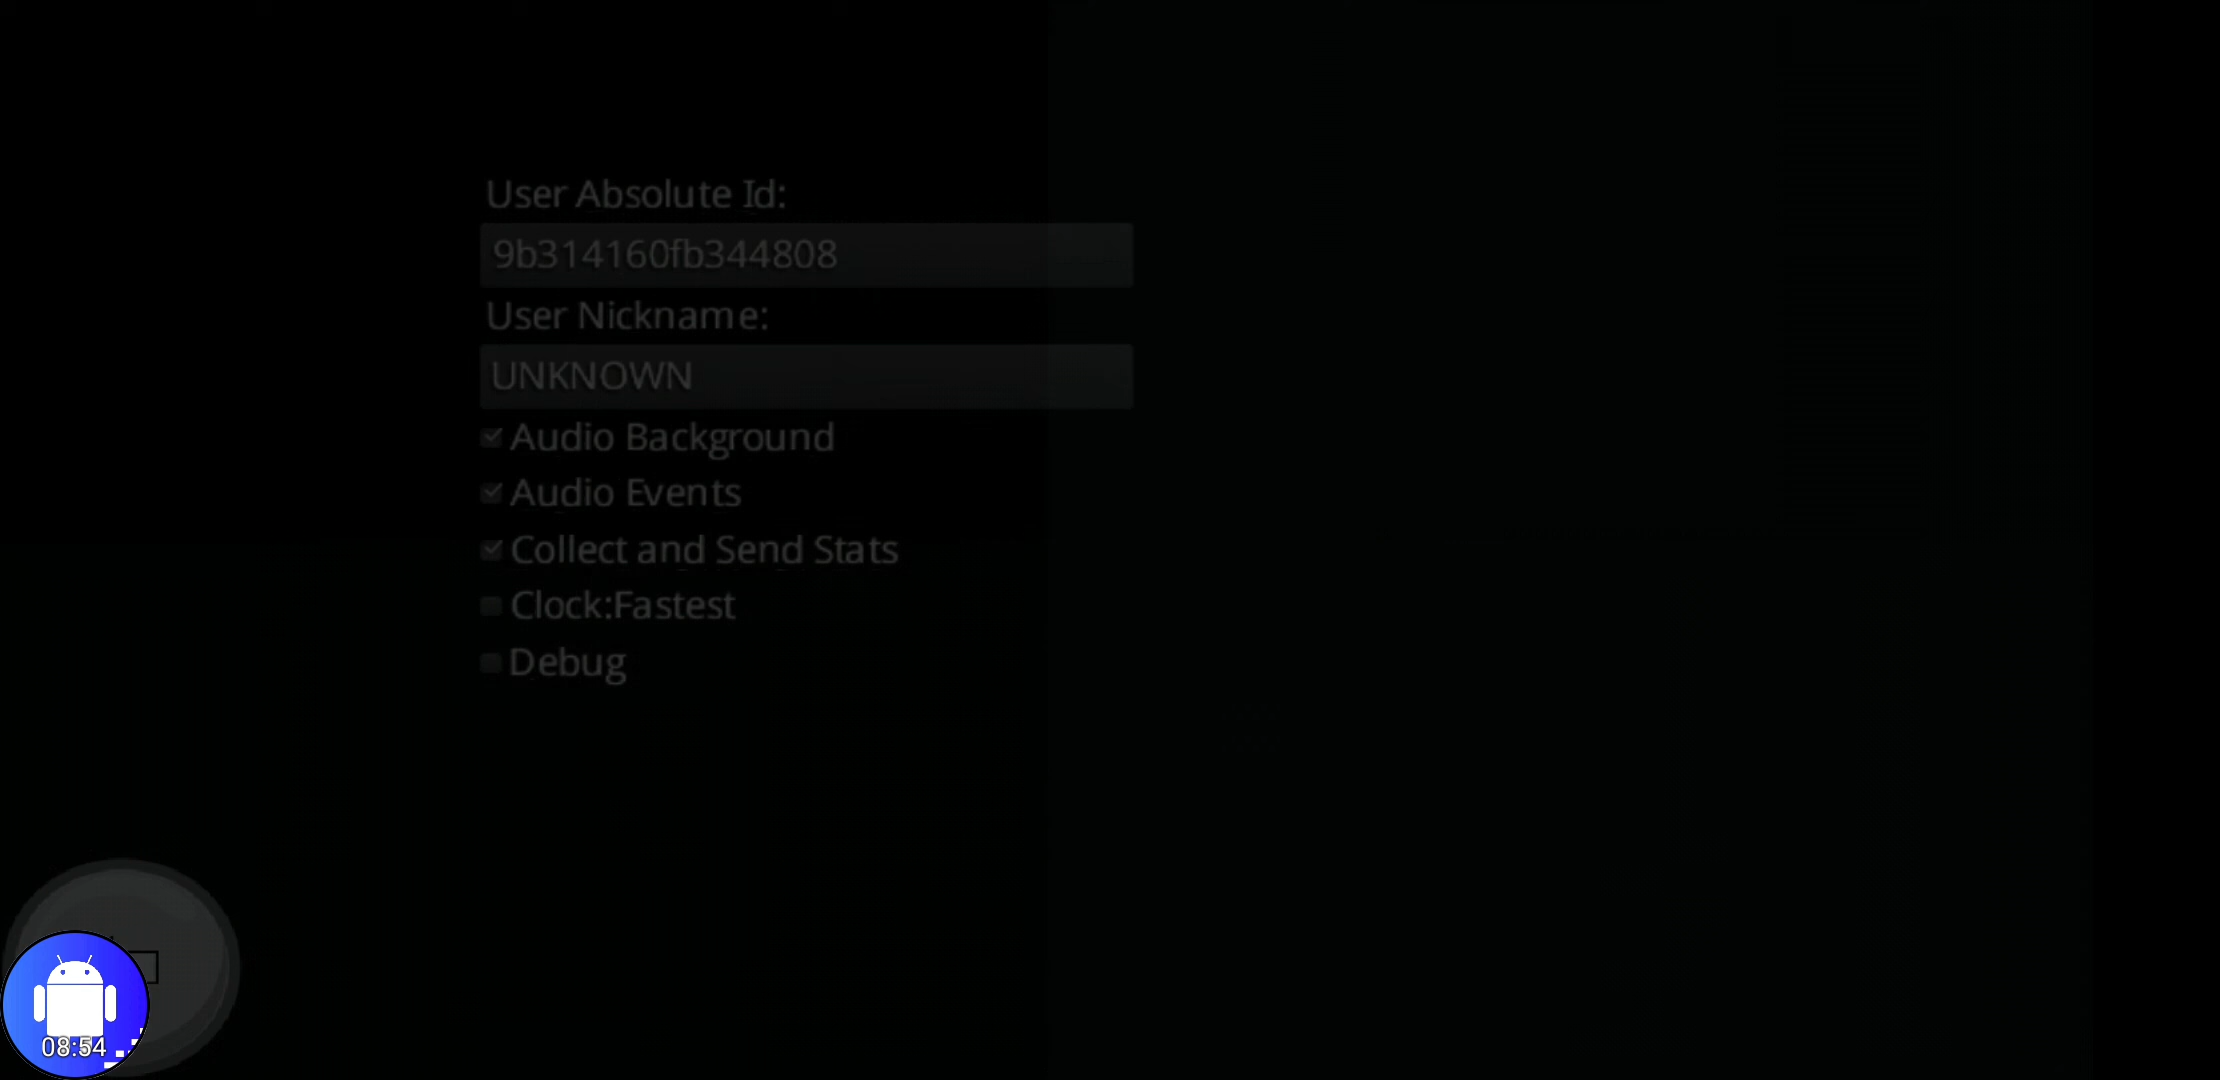 User Absolute Id:
9b314160fb344808
User Nickname:
UNKNOWN
Audio Background
Audio Events
Collect and Send Stats
Clock:Fastest
Debug
08:54